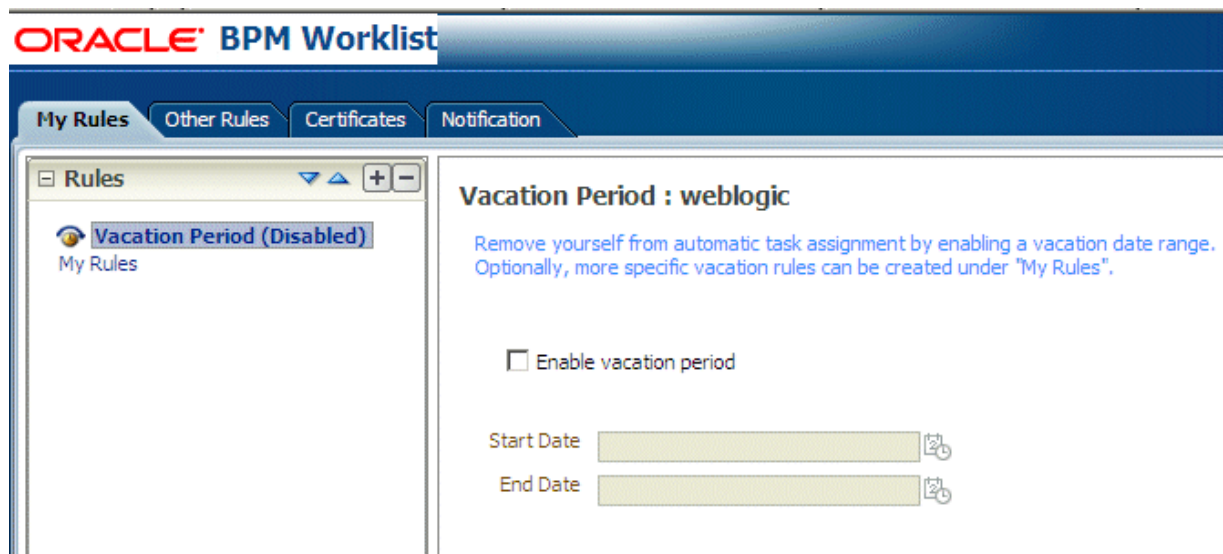 ORACLE BPM Worklist
My Rules Other Rules Certificates Notification
Rules
Vacation Period (Disabled)
My Rules
Vacation Period : weblogic
Remove yourself from automatic task assignment by enabling a vacation date range.
Optionally, more specific vacation rules can be created under "My Rules".
Enable vacation period
Start Date
End Date